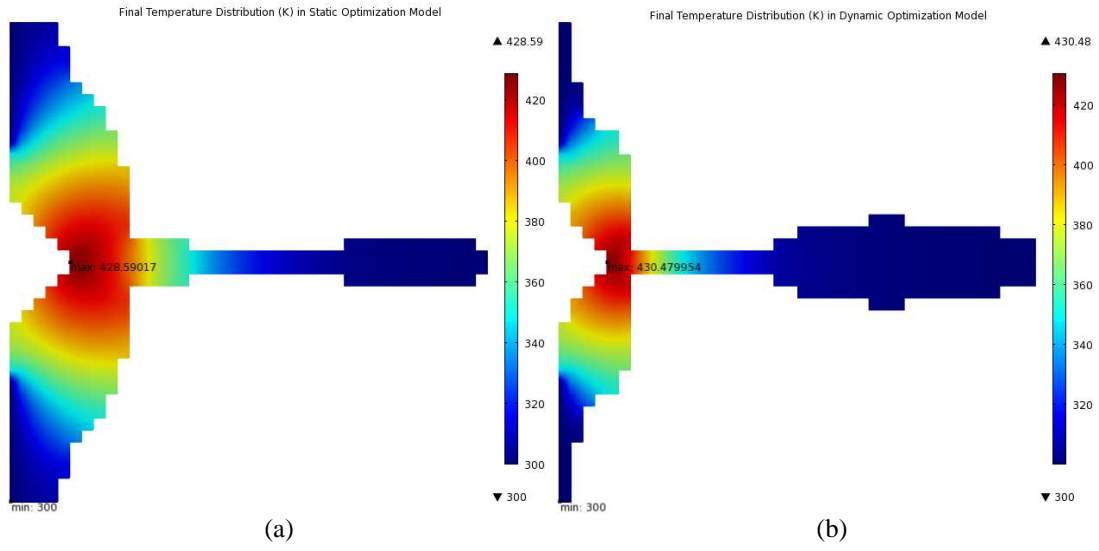 Final Temperature Distribution (K) in Static Optimization Model
▲ 428.59
420
400
380
360
340
320
300
▼ 300
max: 428.59017
min: 300
(a)
Final Temperature Distribution (K) in Dynamic Optimization Model
▲ 430.48
420
400
380
360
340
320
▼ 300
max: 430.479954
min: 300
(b)